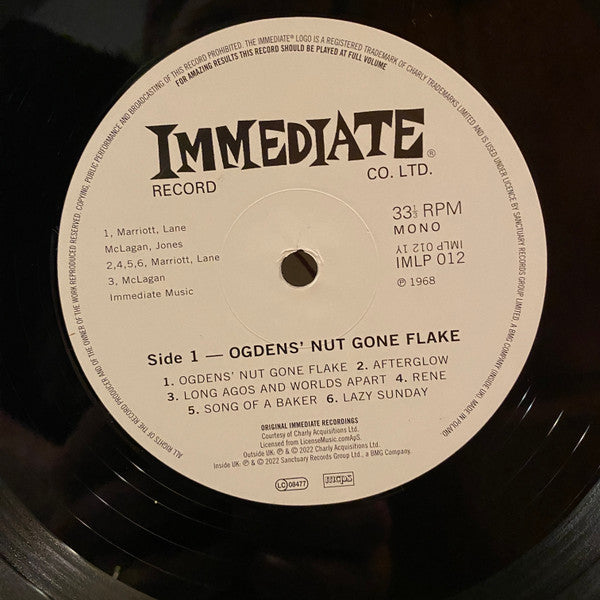 ALL RIGHTS OF THE RECORD PRODUCER AND OF THE OWNER OF THE WORK REPRODUCED RESERVED. COPYING, PUBLIC PERFORMANCE AND BROADCASTING OF THIS RECORD PROHIBITED. THE IMMEDIATE® LOGO IS A REGISTERED TRADEMARK OF CHARLY TRADEMARKS LIMITED AND IS USED UNDER LICENCE BY SANCTUARY RECORDS GROUP LIMITED, A BMG COMPANY (INSIDE UK). MADE IN POLAND
FOR AMAZING RESULTS THIS RECORD SHOULD BE PLAYED AT FULL VOLUME
IMMEDIATE®
RECORD CO. LTD.
1, Marriott, Lane
McLagan, Jones
2,4,5,6, Marriott, Lane
3, McLagan
Immediate Music
33⅓ RPM
MONO
IMLP 012 1Y
IMLP 012
℗ 1968
Side 1 — OGDENS' NUT GONE FLAKE
1. OGDENS' NUT GONE FLAKE 2. AFTERGLOW
3. LONG AGOS AND WORLDS APART 4. RENE
5. SONG OF A BAKER 6. LAZY SUNDAY
ORIGINAL IMMEDIATE RECORDINGS
Courtesy of Charly Acquisitions Ltd.
Licensed from LicenseMusic.comApS.
Outside UK: ℗ & © 2022 Charly Acquisitions Ltd.
Inside UK: ℗ & © 2022 Sanctuary Records Group Ltd., a BMG Company.
LC 08477
mcps